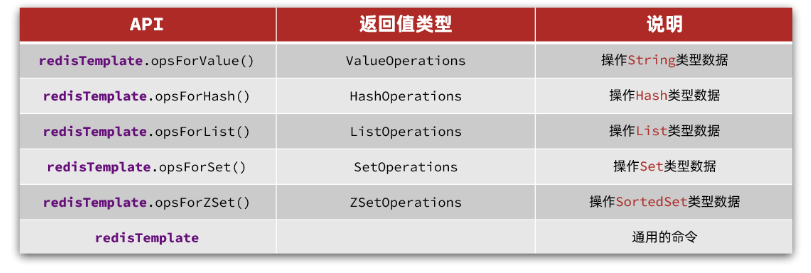 API 返回值类型 说明
redisTemplate.opsForValue() ValueOperations 操作String类型数据
redisTemplate.opsForHash() HashOperations 操作Hash类型数据
redisTemplate.opsForList() ListOperations 操作List类型数据
redisTemplate.opsForSet() SetOperations 操作Set类型数据
redisTemplate.opsForZSet() ZSetOperations 操作SortedSet类型数据
redisTemplate 通用的命令